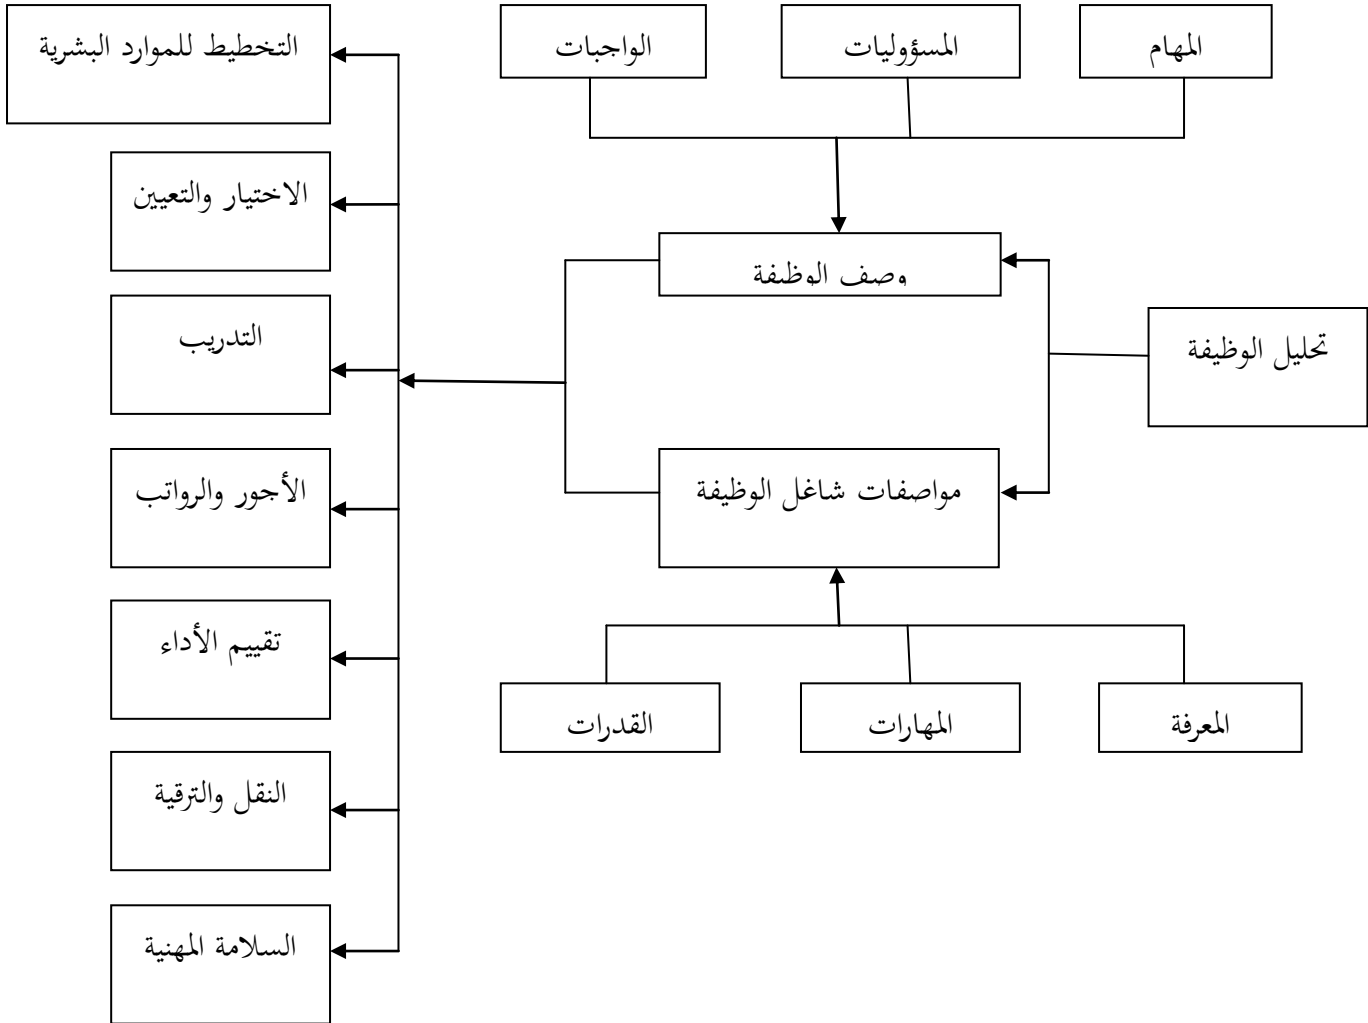 المهام
المسؤوليات
الواجبات
التخطيط للموارد البشرية
الاختيار والتعيين
وصف الوظيفة
تحليل الوظيفة
التدريب
مواصفات شاغل الوظيفة
الأجور والرواتب
تقييم الأداء
المعرفة
المهارات
القدرات
النقل والترقية
السلامة المهنية